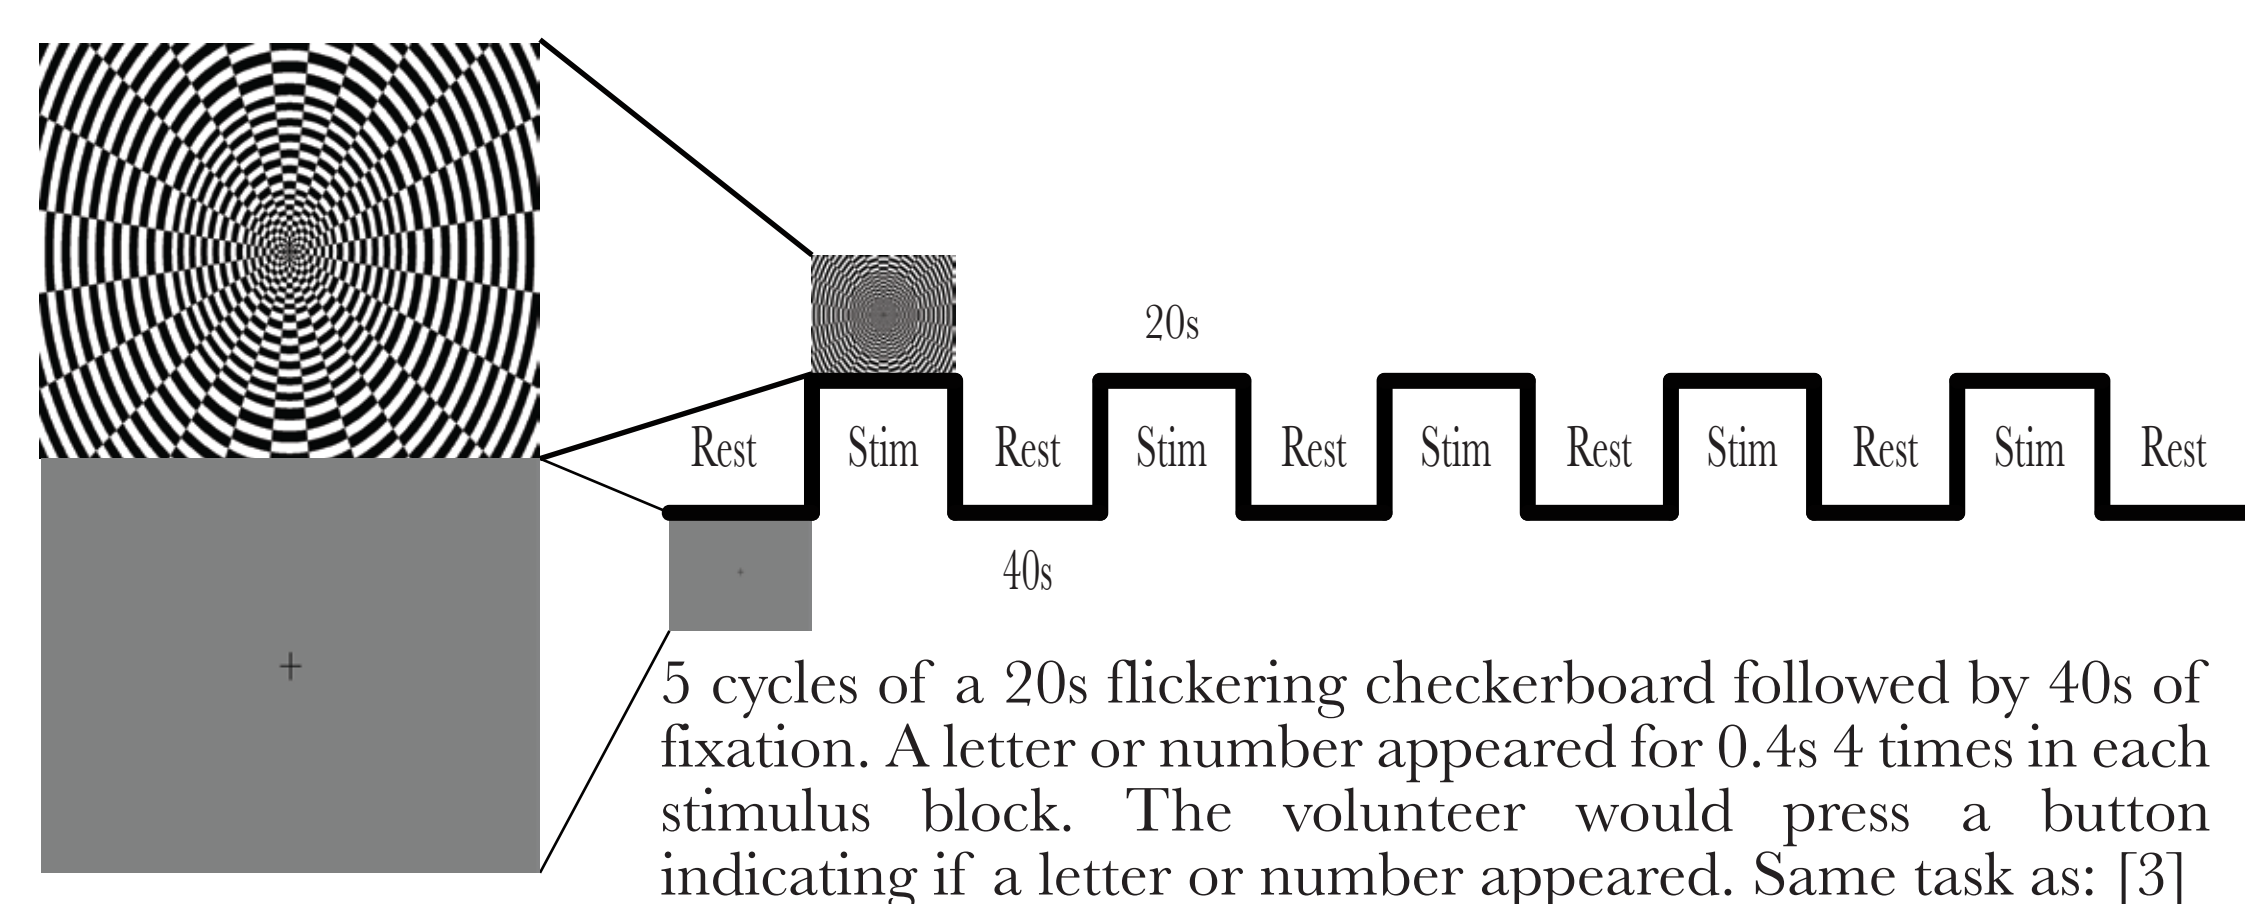 20s
Rest Stim Rest Stim Rest Stim Rest Stim Rest Stim Rest
40s
5 cycles of a 20s flickering checkerboard followed by 40s of
fixation. A letter or number appeared for 0.4s 4 times in each
stimulus block. The volunteer would press a button
indicating if a letter or number appeared. Same task as: [3]